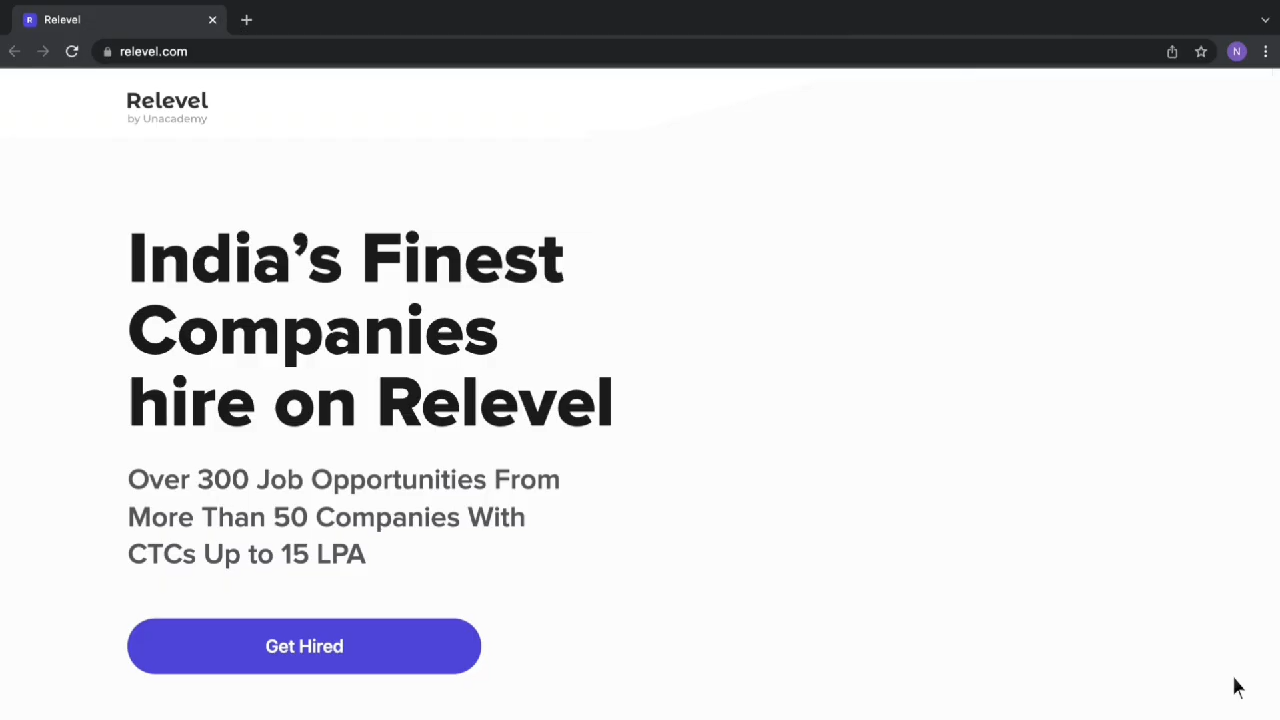 R Relevel
relevel.com
N
Relevel
by Unacademy
India's Finest
Companies
hire on Relevel
Over 300 Job Opportunities From
More Than 50 Companies With
CTCs Up to 15 LPA
Get Hired